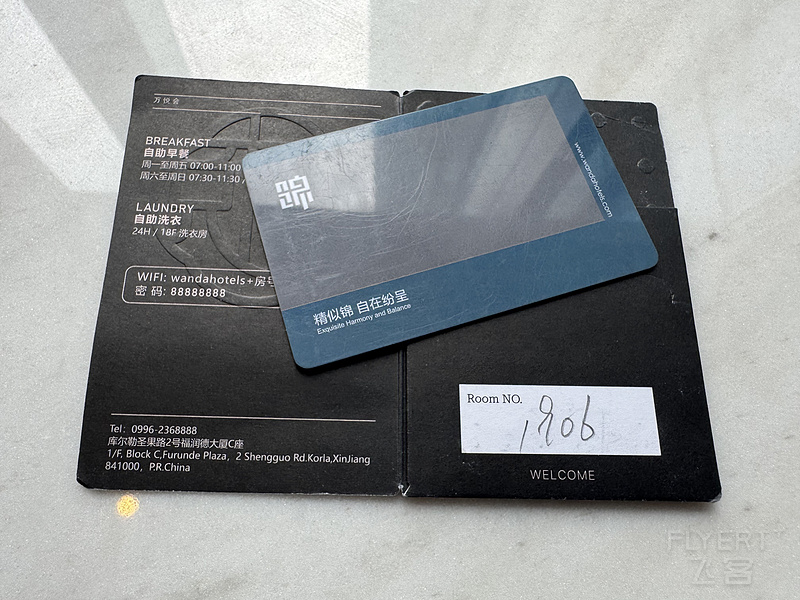 万悦会
BREAKFAST
自助早餐
周一至周五 07:00-11:00
周六至周日 07:30-11:30 /
LAUNDRY
自助洗衣
24H / 18F 洗衣房
WIFI: wandahotels+房号
密 码: 88888888
Tel: 0996-2368888
库尔勒圣果路2号福润德大厦C座
1/F, Block C,Furunde Plaza, 2 Shengguo Rd.Korla,XinJiang
841000, P.R.China
锦
www.wandahotels.com
精似锦 自在纷呈
Exquisite Harmony and Balance
Room NO.
1906
WELCOME
FLYERT
飞客